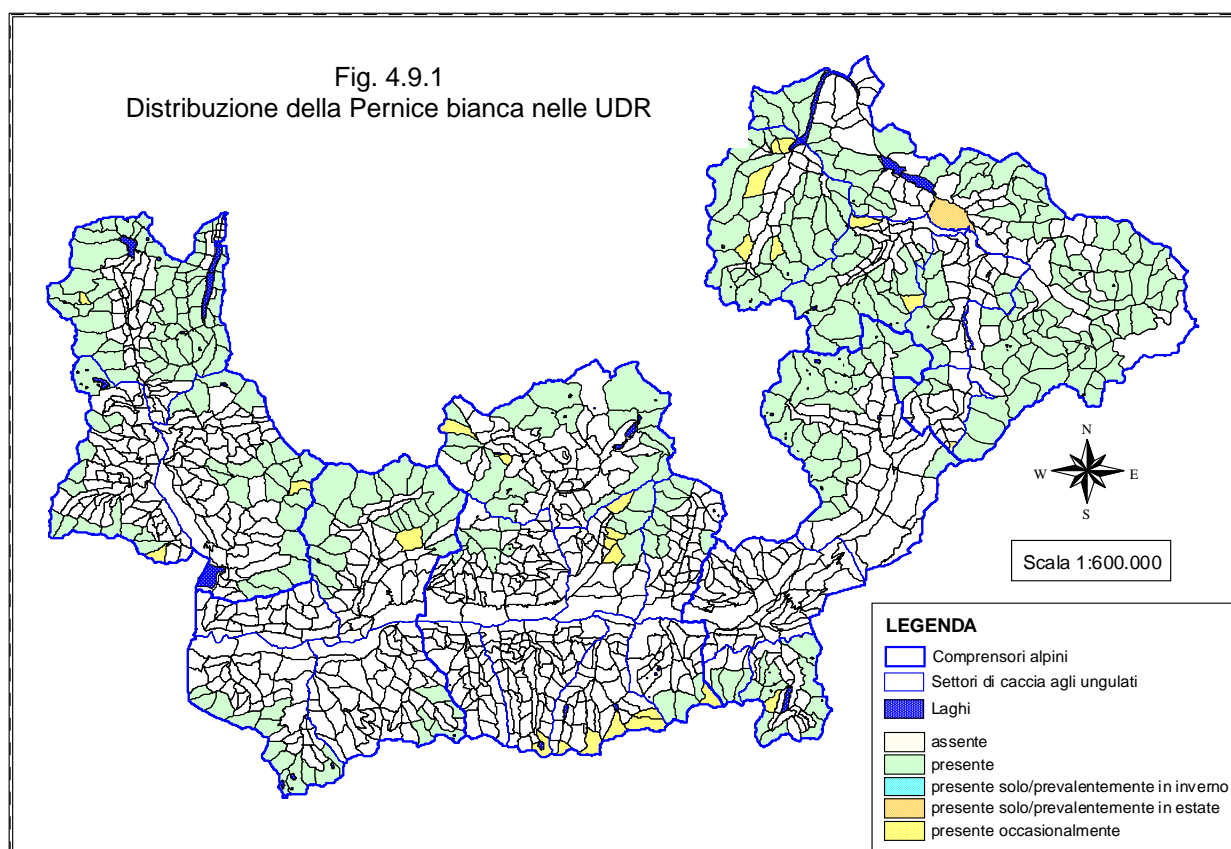 Fig. 4.9.1
Distribuzione della Pernice bianca nelle UDR
N
W
E
S
Scala 1:600.000
LEGENDA
Comprensori alpini
Settori di caccia agli ungulati
Laghi
assente
presente
presente solo/prevalentemente in inverno
presente solo/prevalentemente in estate
presente occasionalmente